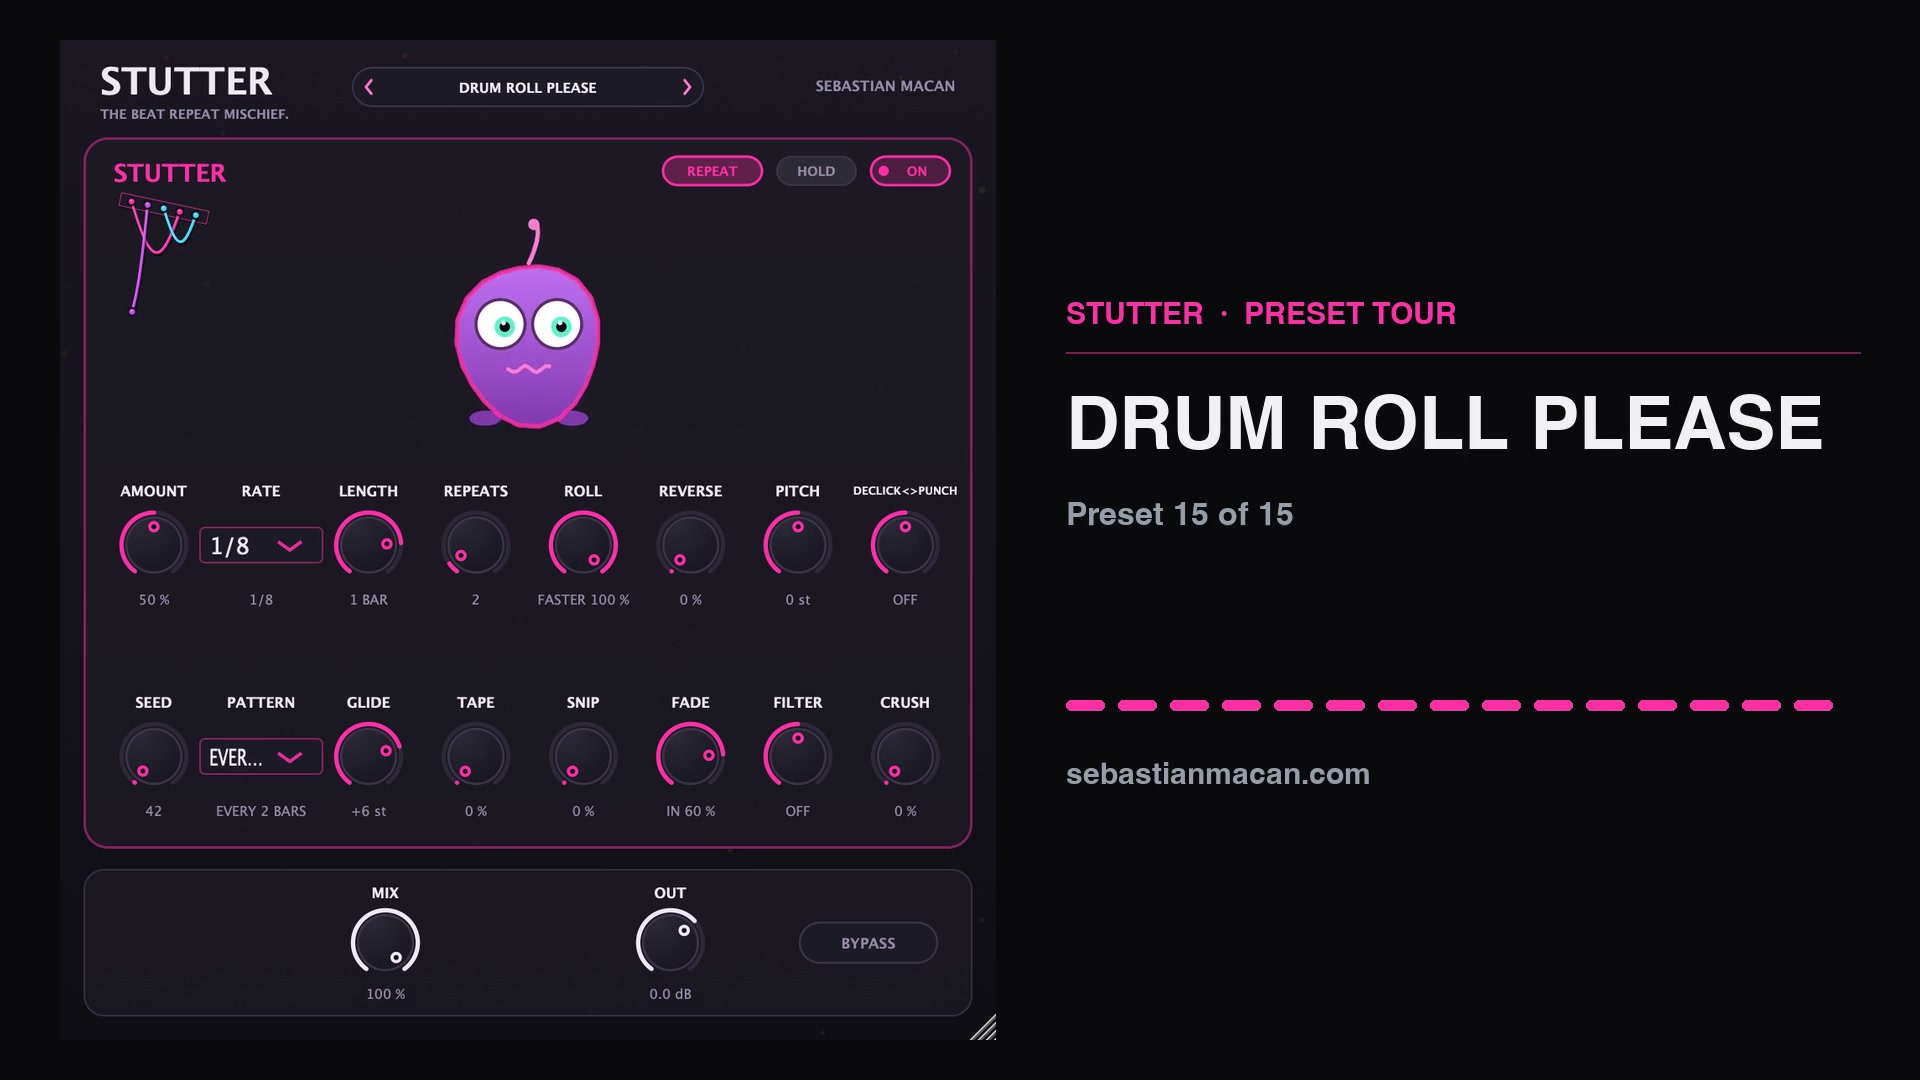 STUTTER
THE BEAT REPEAT MISCHIEF.
DRUM ROLL PLEASE
SEBASTIAN MACAN
STUTTER
REPEAT
HOLD
ON
AMOUNT RATE LENGTH REPEATS ROLL REVERSE PITCH DECLICK<>PUNCH
1/8
50 % 1/8 1 BAR 2 FASTER 100 % 0 % 0 st OFF
SEED PATTERN GLIDE TAPE SNIP FADE FILTER CRUSH
EVER...
42 EVERY 2 BARS +6 st 0 % 0 % IN 60 % OFF 0 %
MIX OUT
BYPASS
100 % 0.0 dB
STUTTER · PRESET TOUR
DRUM ROLL PLEASE
Preset 15 of 15
sebastianmacan.com